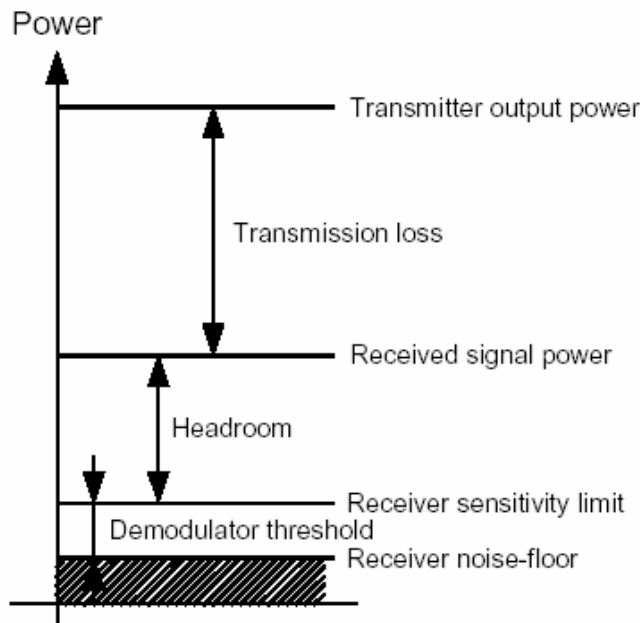 Power
Transmitter output power
Transmission loss
Received signal power
Headroom
Receiver sensitivity limit
Demodulator threshold
Receiver noise-floor